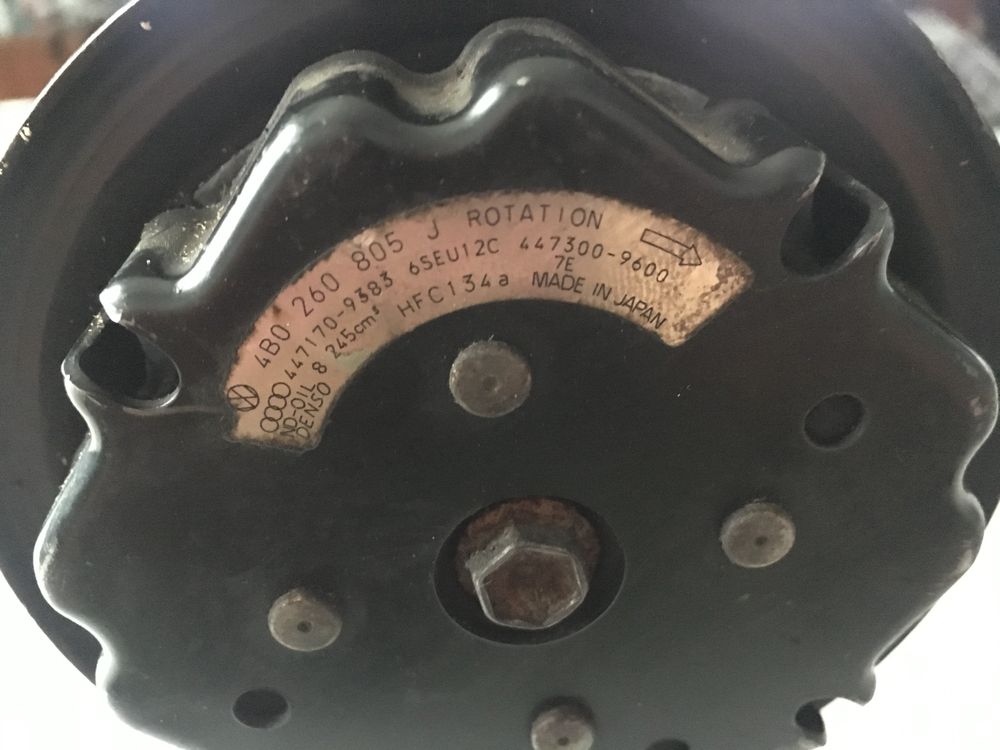 4B0 260 805 J ROTATION
447170-9383 6SEU12C 447300-9600
ND-OIL 8 245cm³ HFC134a 7E
DENSO MADE IN JAPAN